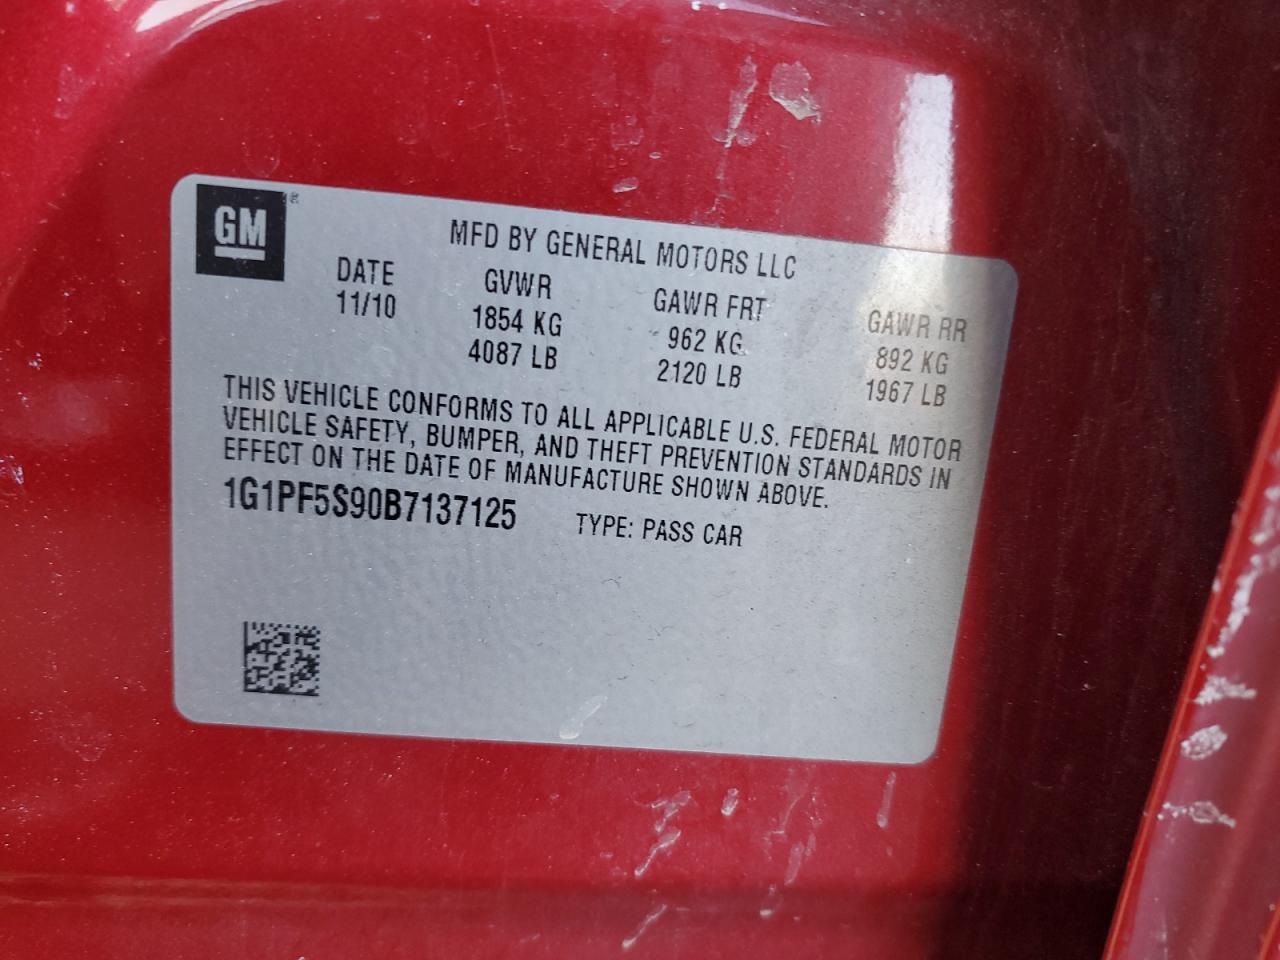 GM ®
MFD BY GENERAL MOTORS LLC
DATE GVWR GAWR FRT GAWR RR
11/10 1854 KG 962 KG 892 KG
4087 LB 2120 LB 1967 LB
THIS VEHICLE CONFORMS TO ALL APPLICABLE U.S. FEDERAL MOTOR
VEHICLE SAFETY, BUMPER, AND THEFT PREVENTION STANDARDS IN
EFFECT ON THE DATE OF MANUFACTURE SHOWN ABOVE.
1G1PF5S90B7137125 TYPE: PASS CAR